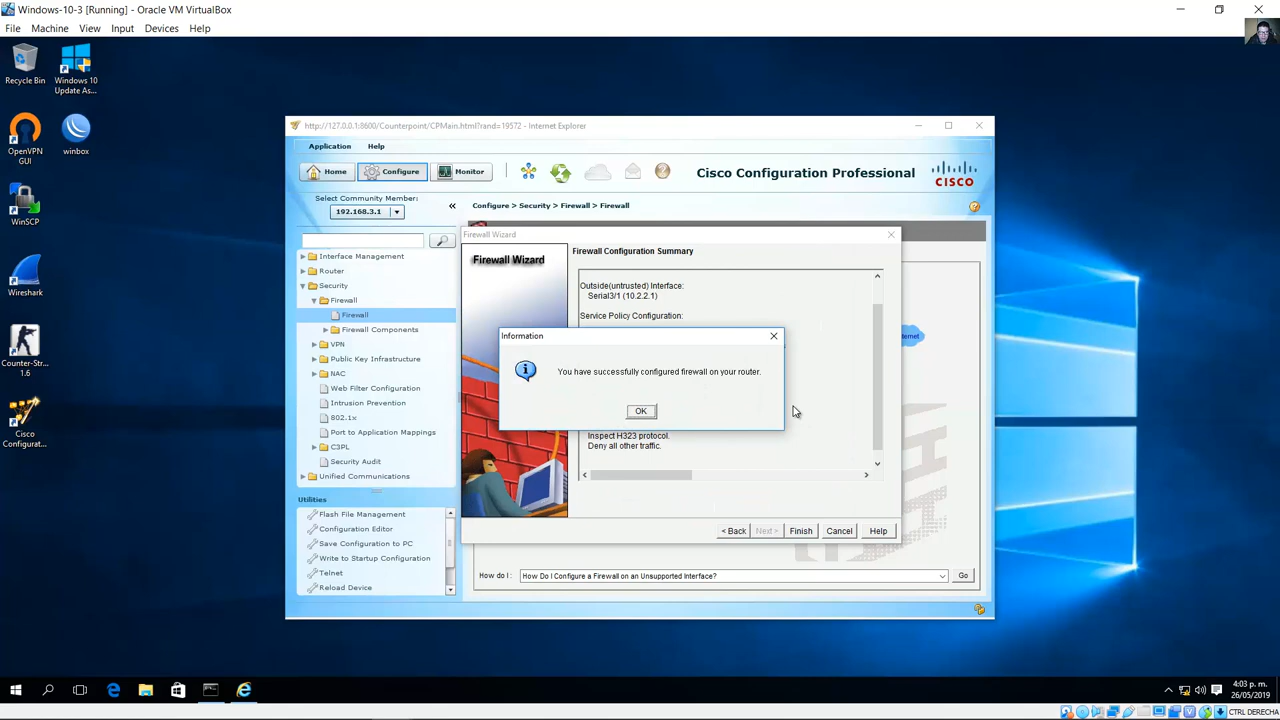 Windows-10-3 [Running] - Oracle VM VirtualBox
File Machine View Input Devices Help
Recycle Bin
Windows 10
Update As...
OpenVPN
GUI
winbox
WinSCP
Wireshark
Counter-Str...
1.6
Cisco
Configurat...
http://127.0.0.1:8600/Counterpoint/CPMain.html?rand=19572 - Internet Explorer
Application Help
Home Configure Monitor
Cisco Configuration Professional
CISCO
Select Community Member:
192.168.3.1
«
Configure > Security > Firewall > Firewall
Interface Management
Router
Security
Firewall
Firewall
Firewall Components
VPN
Public Key Infrastructure
NAC
Web Filter Configuration
Intrusion Prevention
802.1x
Port to Application Mappings
C3PL
Security Audit
Unified Communications
Utilities
Flash File Management
Configuration Editor
Save Configuration to PC
Write to Startup Configuration
Telnet
Reload Device
Firewall Wizard
Firewall Wizard
Firewall Configuration Summary
Outside(untrusted) Interface:
Serial3/1 (10.2.2.1)
Service Policy Configuration:
Information
You have successfully configured firewall on your router.
OK
Inspect H323 protocol.
Deny all other traffic.
< Back Next > Finish Cancel Help
How do I: How Do I Configure a Firewall on an Unsupported Interface? Go
4:03 p. m.
26/05/2019
CTRL DERECHA